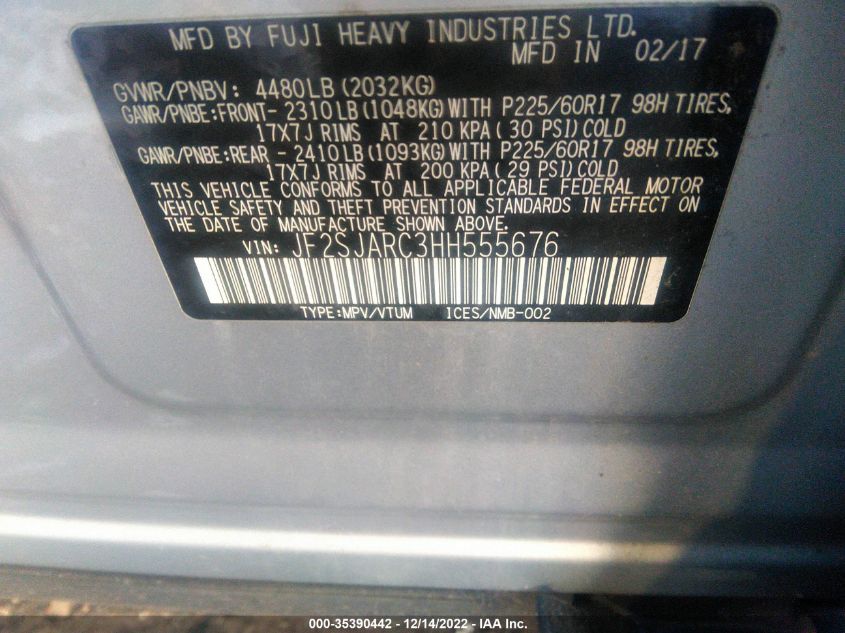 MFD BY FUJI HEAVY INDUSTRIES LTD.
MFD IN 02/17
GVWR/PNBV: 4480LB (2032KG)
GAWR/PNBE:FRONT- 2310LB (1048KG) WITH P225/60R17 98H TIRES,
17X7J RIMS AT 210 KPA ( 30 PSI) COLD
GAWR/PNBE:REAR - 2410LB (1093KG) WITH P225/60R17 98H TIRES,
17X7J RIMS AT 200 KPA ( 29 PSI) COLD
THIS VEHICLE CONFORMS TO ALL APPLICABLE FEDERAL MOTOR
VEHICLE SAFETY AND THEFT PREVENTION STANDARDS IN EFFECT ON
THE DATE OF MANUFACTURE SHOWN ABOVE.
VIN: JF2SJARC3HH555676
TYPE:MPV/VTUM ICES/NMB-002
000-35390442 - 12/14/2022 - IAA Inc.